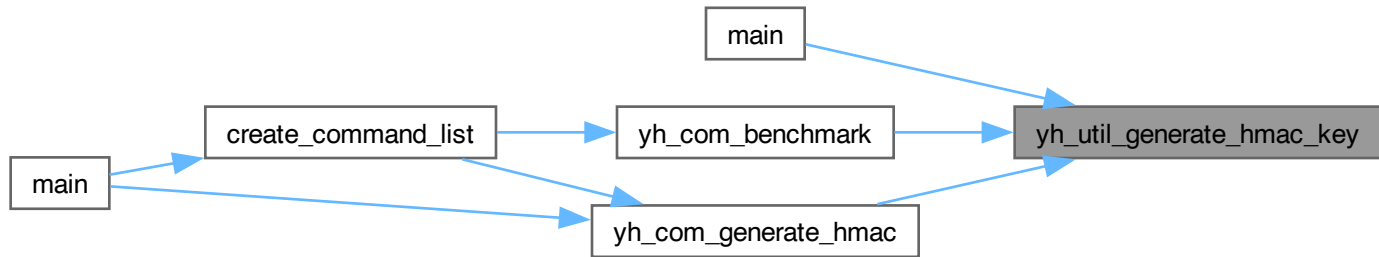 main
create_command_list
yh_com_benchmark
yh_util_generate_hmac_key
main
yh_com_generate_hmac